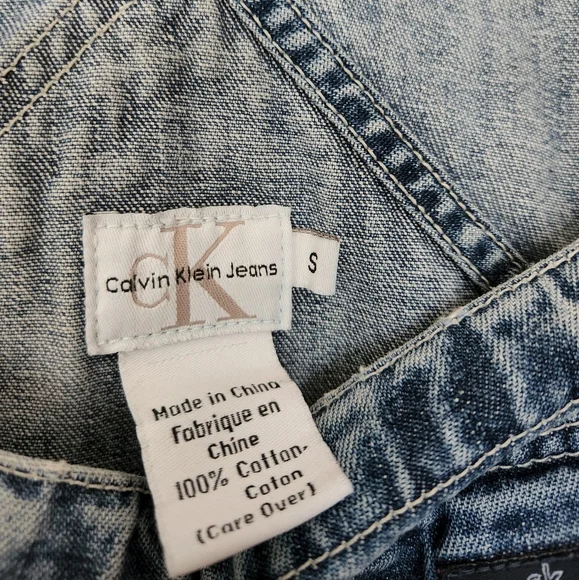 cK
Calvin Klein Jeans
S
Made in China
Fabrique en
Chine
100% Cotton-
Coton
(Care Over)